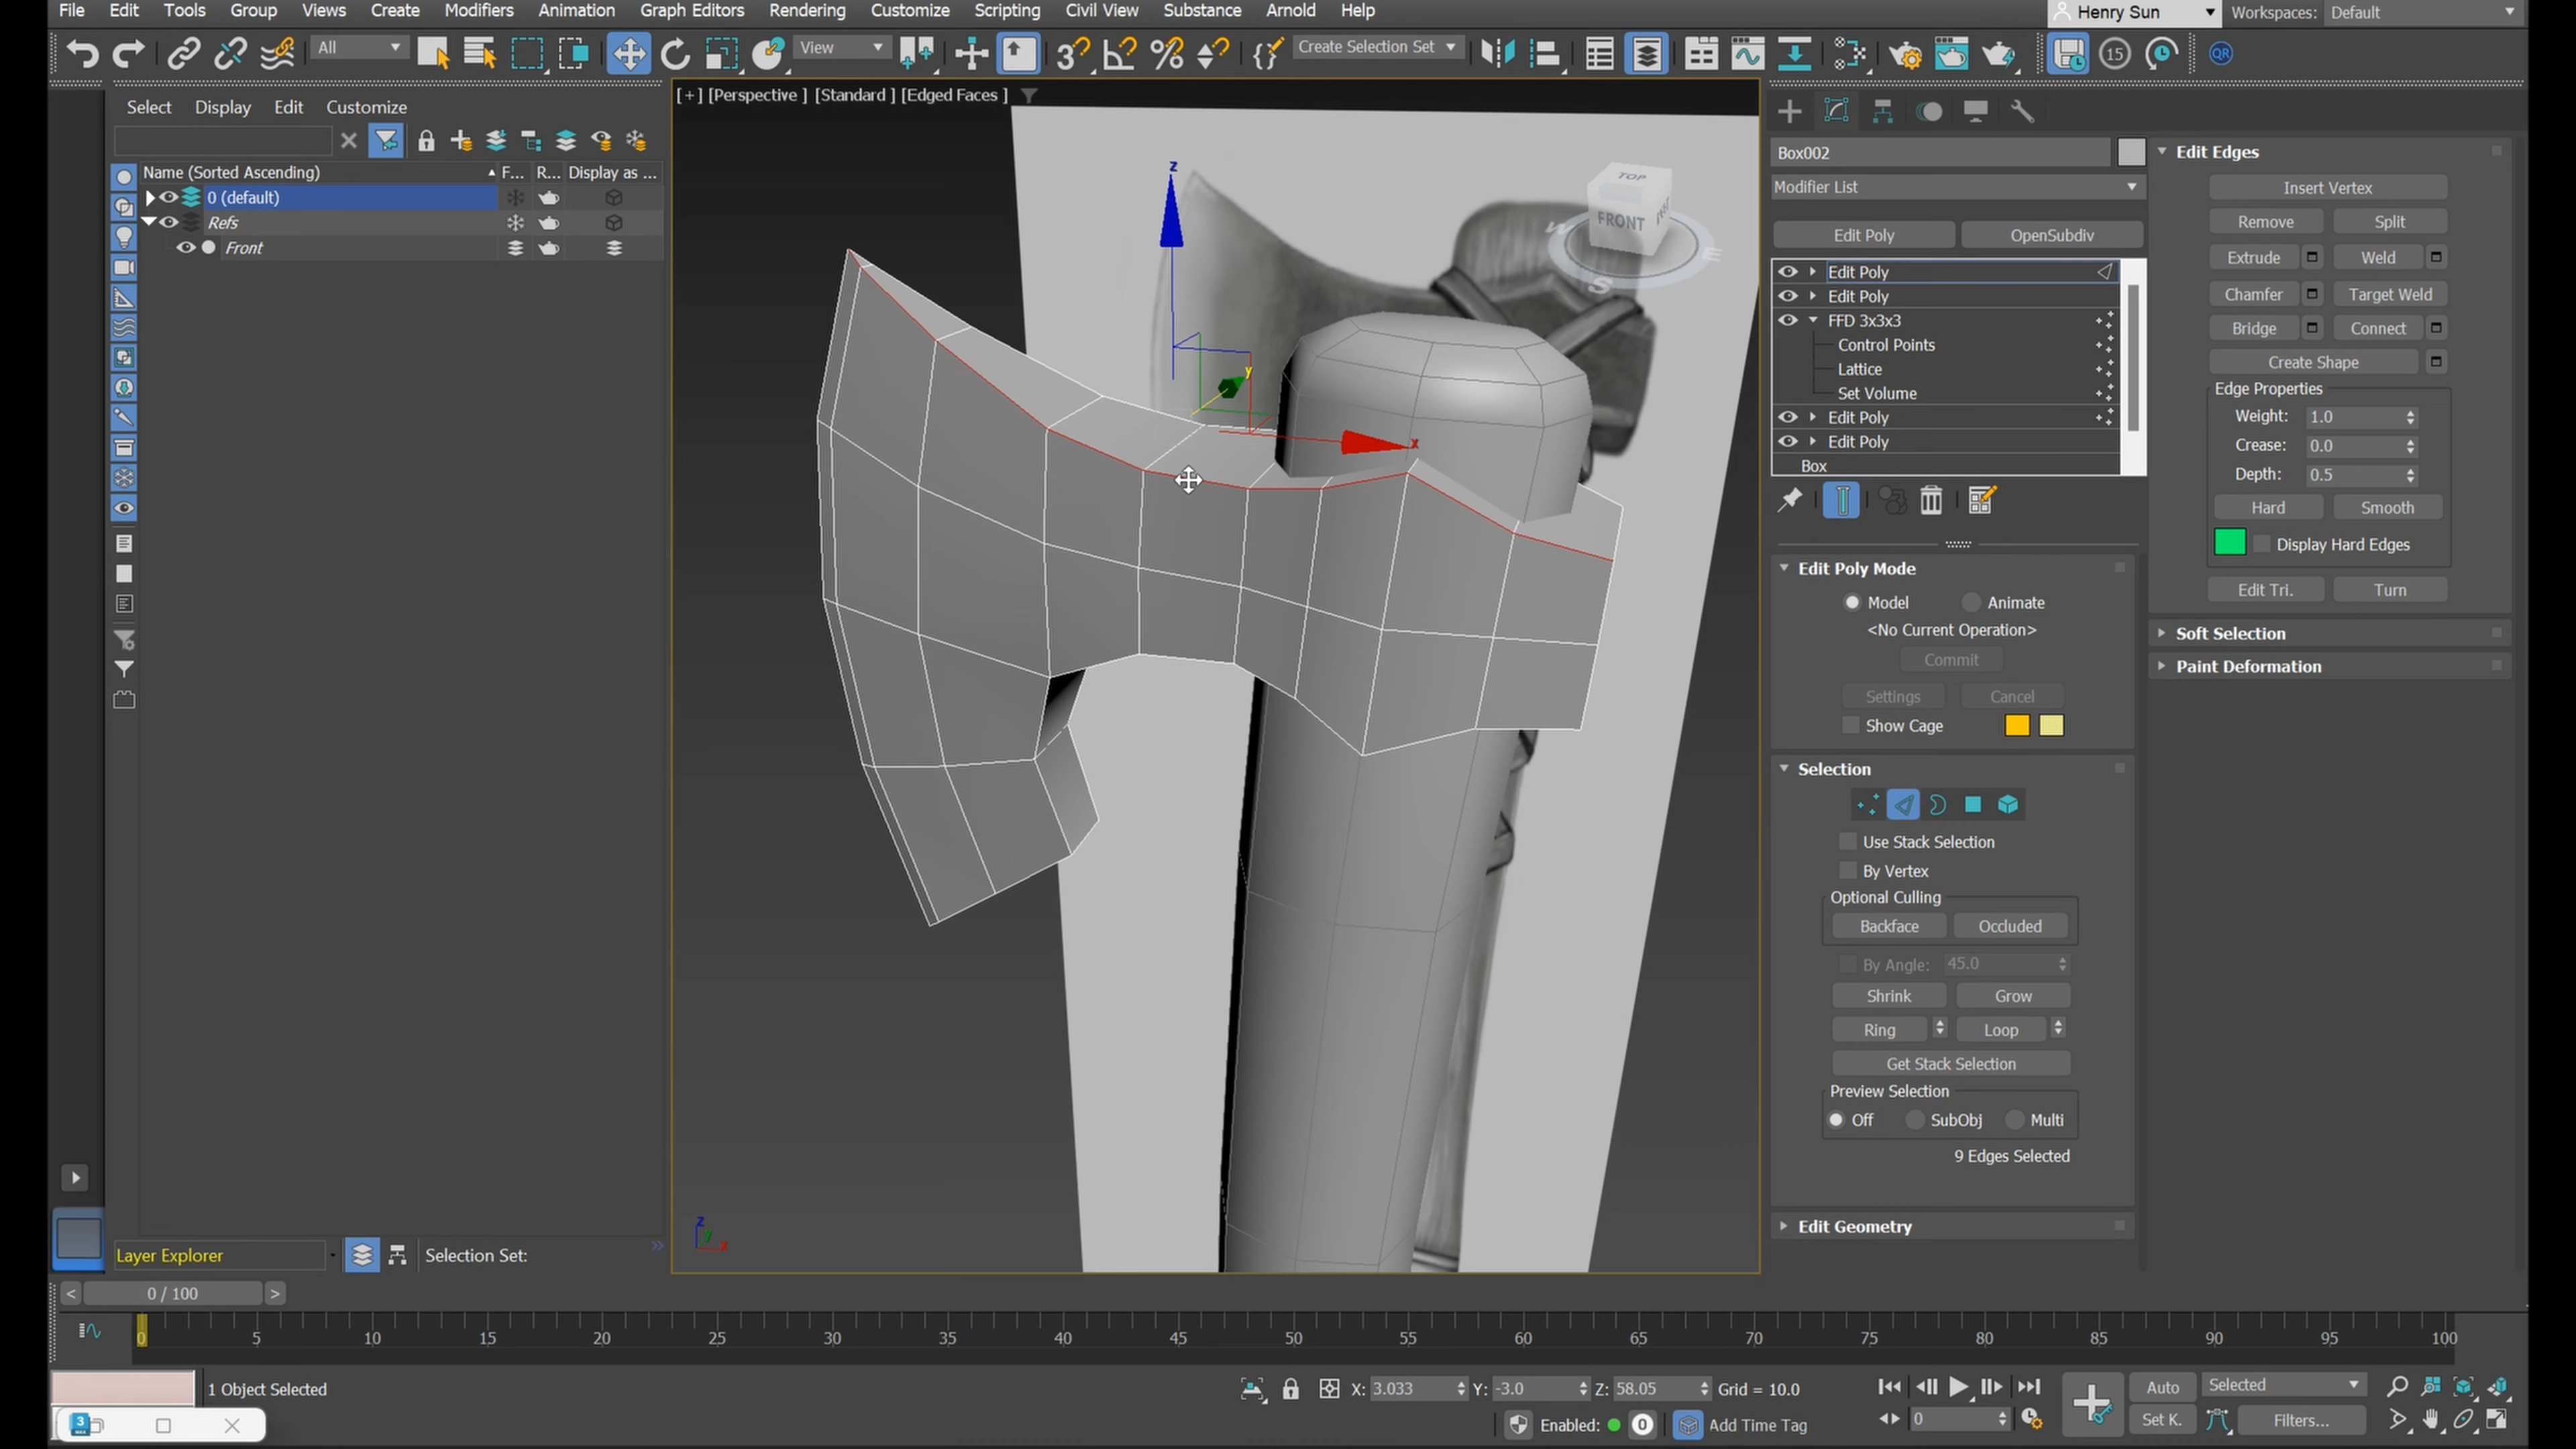 File Edit Tools Group Views Create Modifiers Animation Graph Editors Rendering Customize Scripting Civil View Substance Arnold Help
Henry Sun Workspaces: Default
All View Create Selection Set 15 QR
Select Display Edit Customize
Name (Sorted Ascending) F... R... Display as ...
0 (default)
Refs
Front
[+] [Perspective ] [Standard ] [Edged Faces ]
TOP
FRONT
W
E
S
z
y
x
Box002
Modifier List
Edit Poly OpenSubdiv
Edit Poly
Edit Poly
FFD 3x3x3
Control Points
Lattice
Set Volume
Edit Poly
Edit Poly
Box
Edit Poly Mode
Model Animate
<No Current Operation>
Commit
Settings Cancel
Show Cage
Selection
Use Stack Selection
By Vertex
Optional Culling
Backface Occluded
By Angle: 45.0
Shrink Grow
Ring Loop
Get Stack Selection
Preview Selection
Off SubObj Multi
9 Edges Selected
Edit Geometry
Edit Edges
Insert Vertex
Remove Split
Extrude Weld
Chamfer Target Weld
Bridge Connect
Create Shape
Edge Properties
Weight: 1.0
Crease: 0.0
Depth: 0.5
Hard Smooth
Display Hard Edges
Edit Tri. Turn
Soft Selection
Paint Deformation
z
y
x
Layer Explorer Selection Set:
< 0 / 100 >
0 5 10 15 20 25 30 35 40 45 50 55 60 65 70 75 80 85 90 95 100
1 Object Selected X: 3.033 Y: -3.0 Z: 58.05 Grid = 10.0 Auto Selected
3 Enabled: 0 Add Time Tag 0 Set K. Filters...